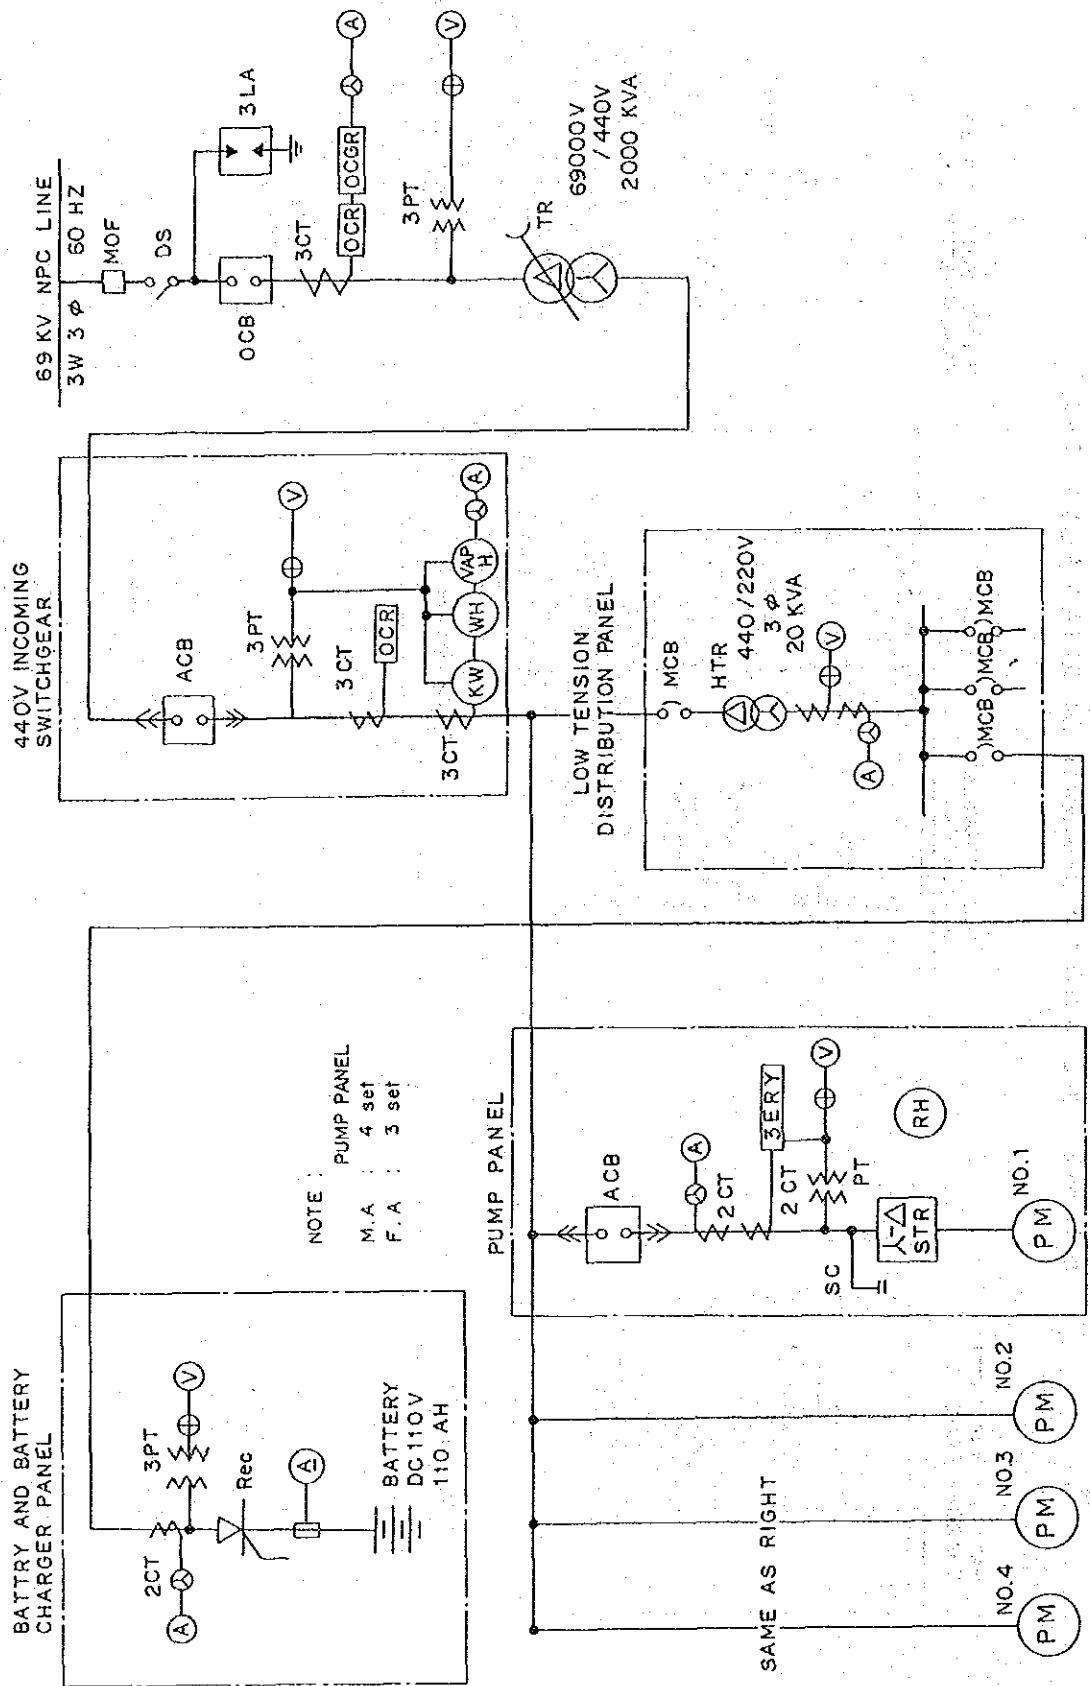 69 KV NPC LINE
3W 3 φ 60 HZ
MOF
DS
3 LA
OCB
3CT
OCR
OCGR
A
3PT
V
TR
69000V
/ 440V
2000 KVA
440V INCOMING
SWITCHGEAR
ACB
3PT
V
3CT
OCR
3CT
KW
WH
VAP
H
A
LOW TENSION
DISTRIBUTION PANEL
MCB
HTR
440/220V
3 φ
20 KVA
V
A
MCB
MCB
MCB
BATTRY AND BATTERY
CHARGER PANEL
2CT
A
3PT
V
Rec
A
BATTERY
DC110V
110 AH
NOTE :
PUMP PANEL
M.A : 4 set
F. A : 3 set
PUMP PANEL
ACB
A
2 CT
3ERY
2 CT
V
PT
SC
Y-Δ
STR
RH
NO.1
PM
NO.2
PM
NO.3
PM
NO.4
PM
SAME AS RIGHT